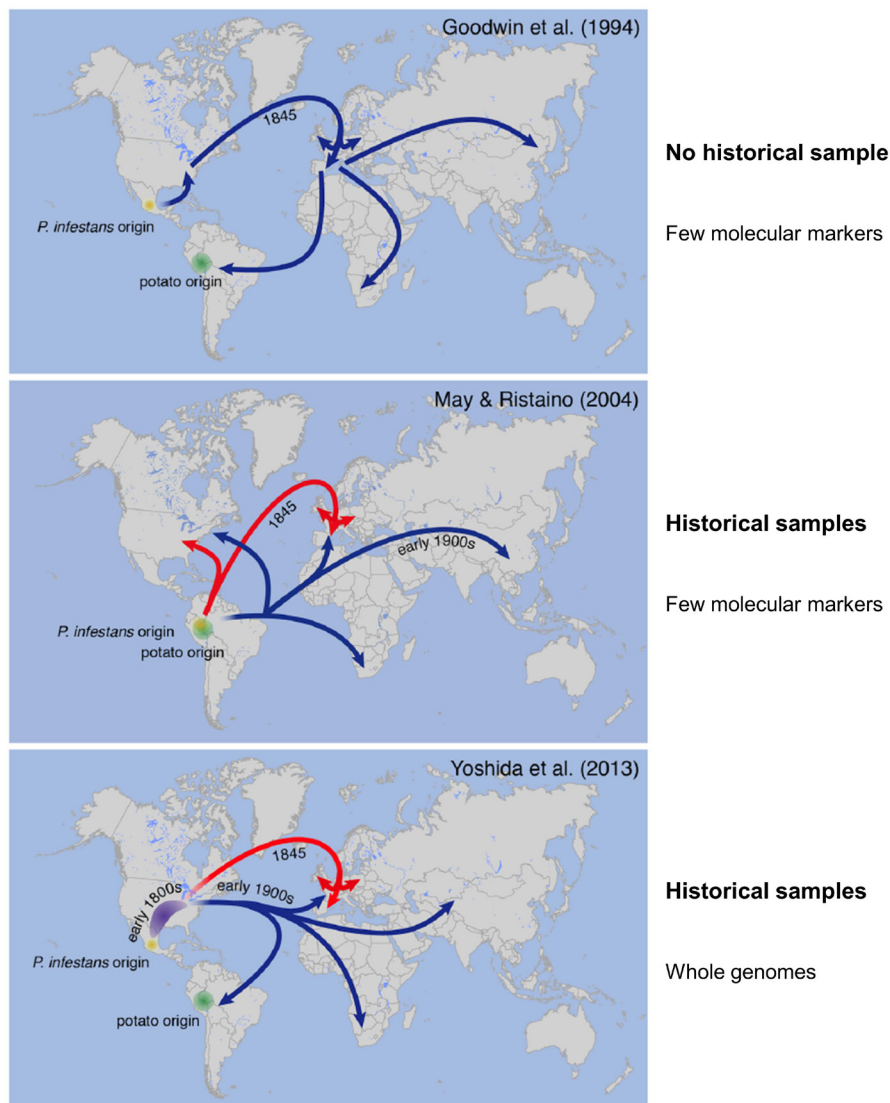 Goodwin et al. (1994)
1845
P. infestans origin
potato origin
No historical sample
Few molecular markers
May & Ristaino (2004)
1845
early 1900s
P. infestans origin
potato origin
Historical samples
Few molecular markers
Yoshida et al. (2013)
1845
early 1900s
early 1800s
P. infestans origin
potato origin
Historical samples
Whole genomes